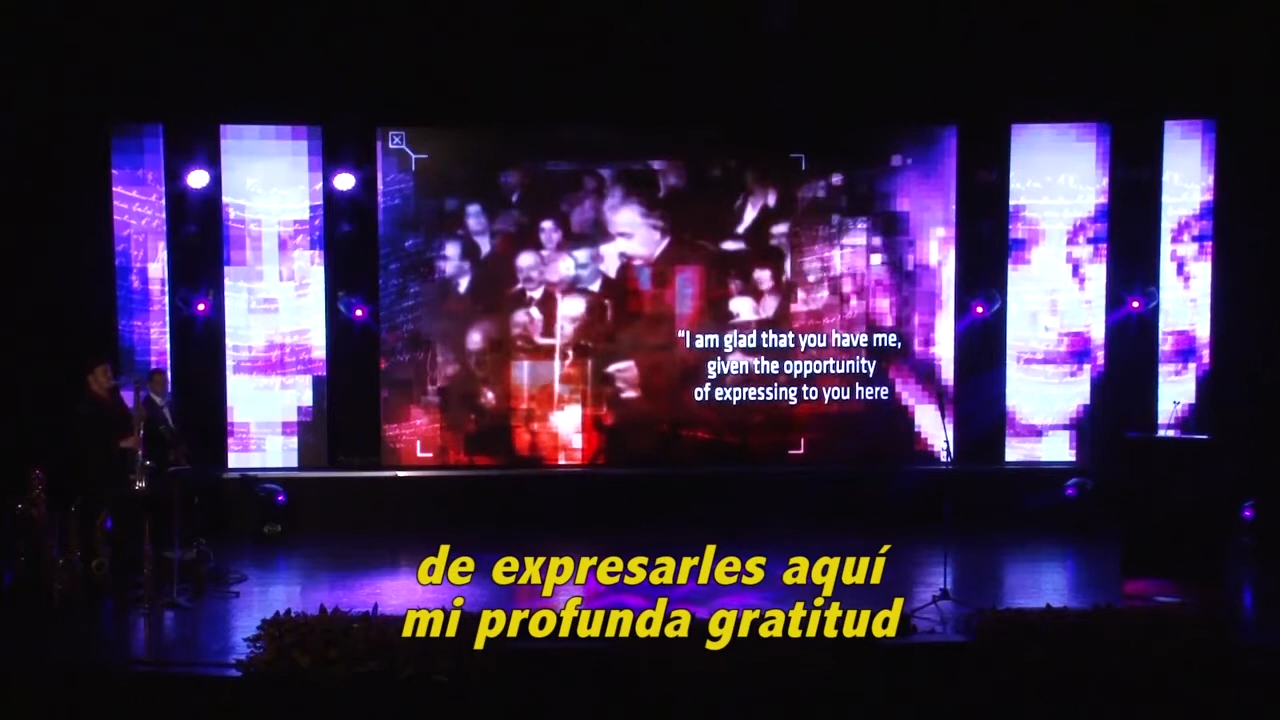 “I am glad that you have me,
given the opportunity
of expressing to you here
de expresarles aquí
mi profunda gratitud